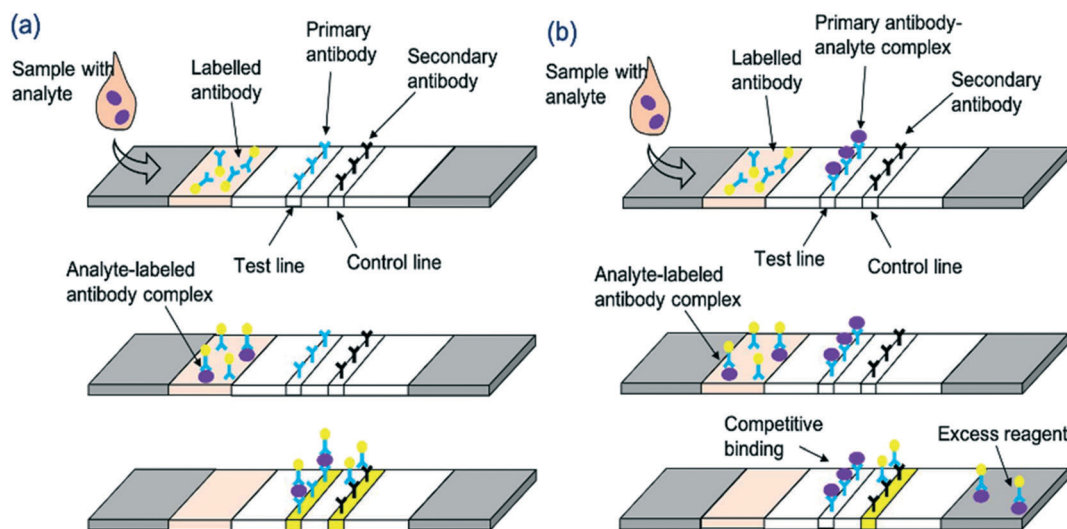 (a)
Sample with
analyte
Labelled
antibody
Primary
antibody
Secondary
antibody
Test line
Control line
Analyte-labeled
antibody complex
(b)
Sample with
analyte
Labelled
antibody
Primary antibody-
analyte complex
Secondary
antibody
Test line
Control line
Analyte-labeled
antibody complex
Competitive
binding
Excess reagent